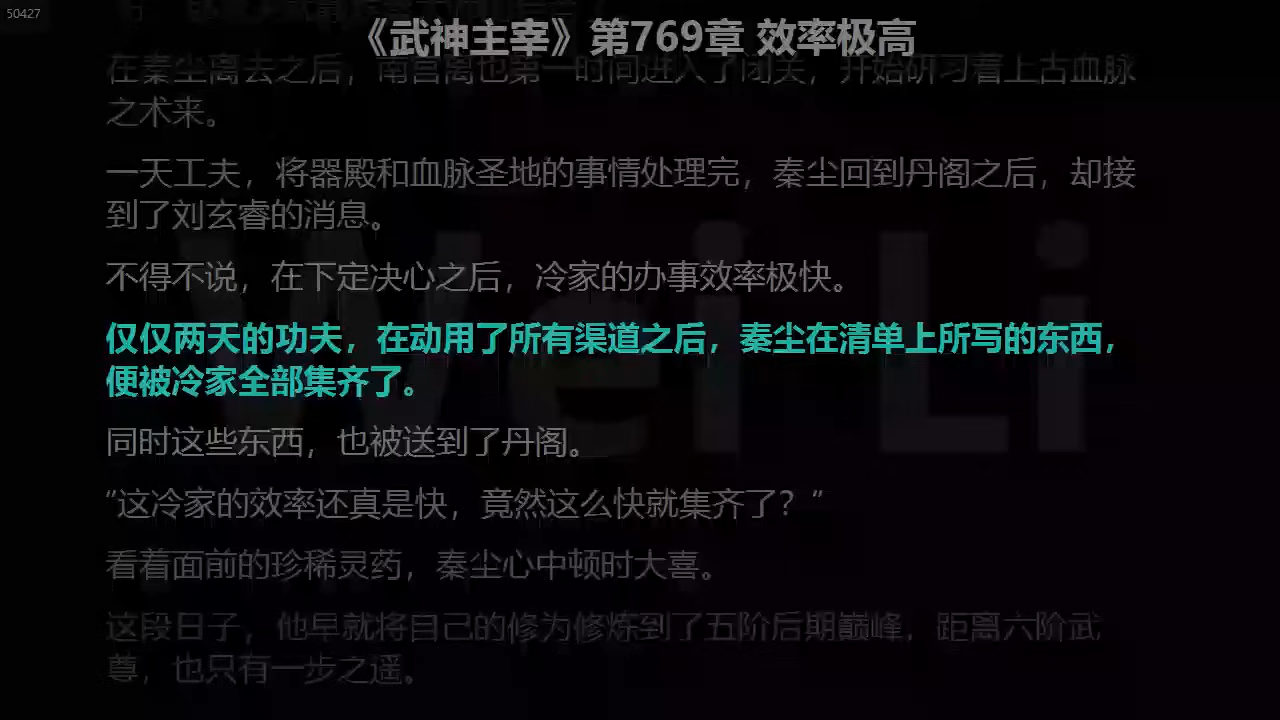 50427
《武神主宰》第769章 效率极高
在秦尘离去之后，南宫离也第一时间进入了闭关，开始研习着上古血脉
之术来。
一天工夫，将器殿和血脉圣地的事情处理完，秦尘回到丹阁之后，却接
到了刘玄睿的消息。
不得不说，在下定决心之后，冷家的办事效率极快。
仅仅两天的功夫，在动用了所有渠道之后，秦尘在清单上所写的东西，
便被冷家全部集齐了。
同时这些东西，也被送到了丹阁。
“这冷家的效率还真是快，竟然这么快就集齐了？”
看着面前的珍稀灵药，秦尘心中顿时大喜。
这段日子，他早就将自己的修为修炼到了五阶后期巅峰，距离六阶武
尊，也只有一步之遥。
Wei Li